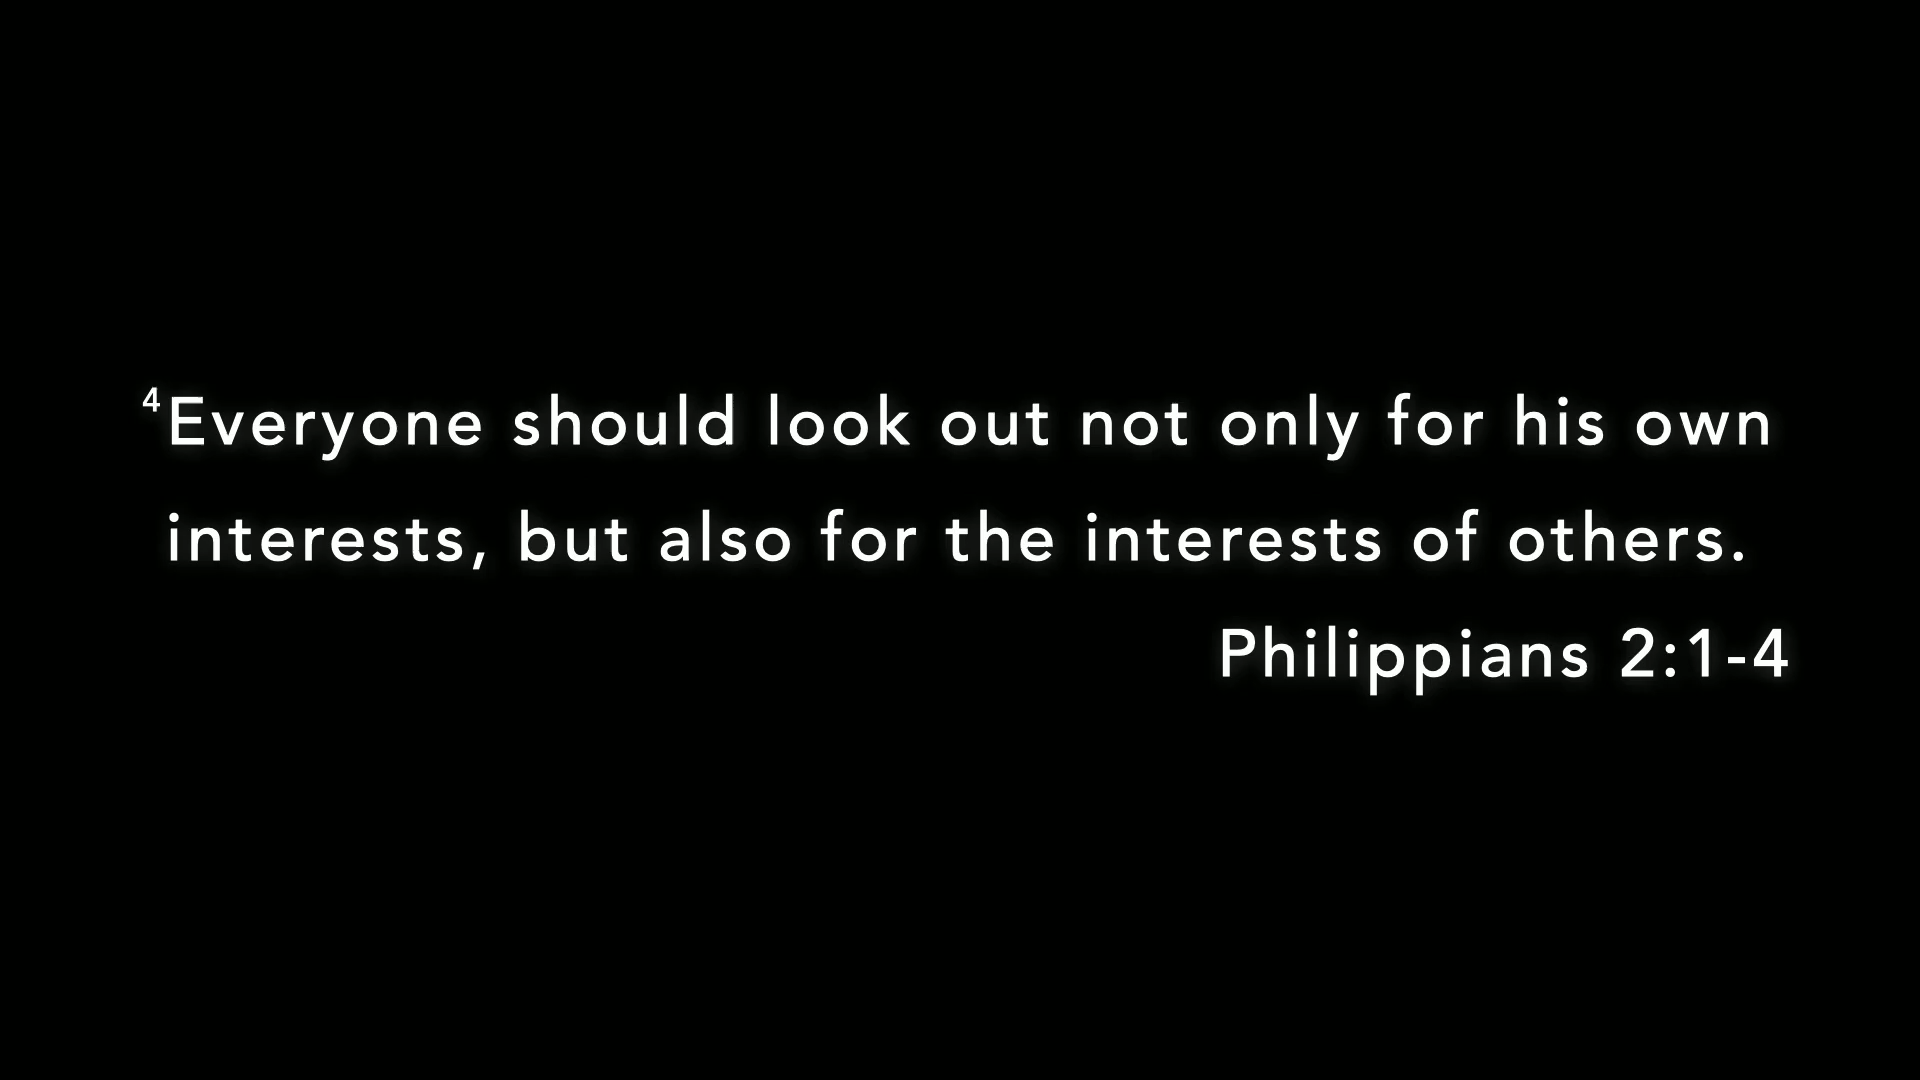 ⁴Everyone should look out not only for his own
interests, but also for the interests of others.
Philippians 2:1-4